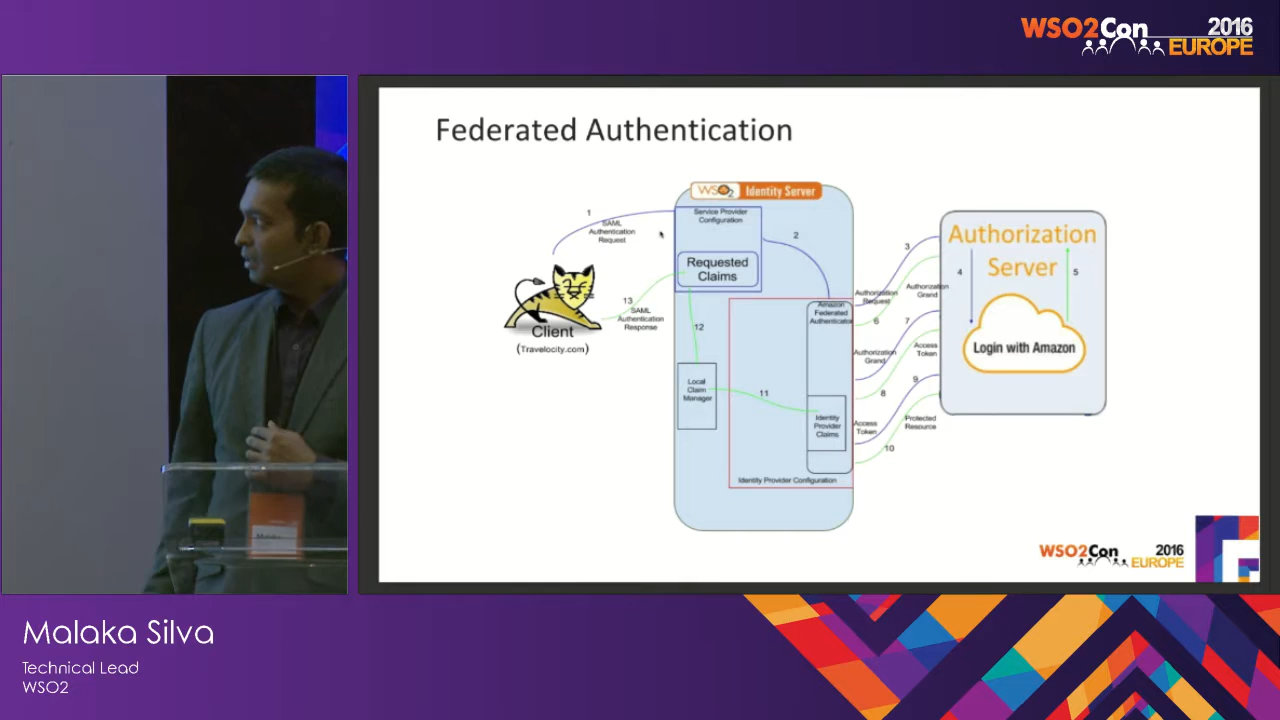 WSO2Con 2016
EUROPE
Federated Authentication
WSO2 Identity Server
Service Provider
Configuration
1
SAML
Authentication
Request
2
Requested
Claims
3
Authorization
Server
4
5
Authorization
Request
Authorization
Grand
Amazon
Federated
Authenticator
6
7
13
SAML
Authentication
Response
Client
(Travelocity.com)
12
Login with Amazon
Authorization
Grand
Access
Token
Local
Claim
Manager
11
8
9
Identity
Provider
Claims
Access
Token
Protected
Resource
10
Identity Provider Configuration
WSO2Con 2016
EUROPE
Malaka
Malaka Silva
Technical Lead
WSO2